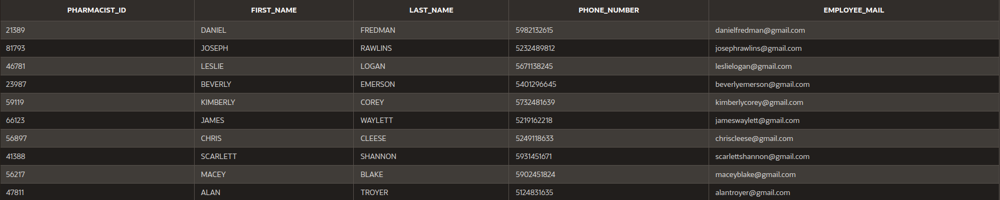 PHARMACIST_ID FIRST_NAME LAST_NAME PHONE_NUMBER EMPLOYEE_MAIL
21389 DANIEL FREDMAN 5982132615 danielfredman@gmail.com
81793 JOSEPH RAWLINS 5232489812 josephrawlins@gmail.com
46781 LESLIE LOGAN 5671138245 leslielogan@gmail.com
23987 BEVERLY EMERSON 5401296645 beverlyemerson@gmail.com
59119 KIMBERLY COREY 5732481639 kimberlycorey@gmail.com
66123 JAMES WAYLETT 5219162218 jameswaylett@gmail.com
56897 CHRIS CLEESE 5249118633 chriscleese@gmail.com
41388 SCARLETT SHANNON 5931451671 scarlettshannon@gmail.com
56217 MACEY BLAKE 5902451824 maceyblake@gmail.com
47811 ALAN TROYER 5124831635 alantroyer@gmail.com